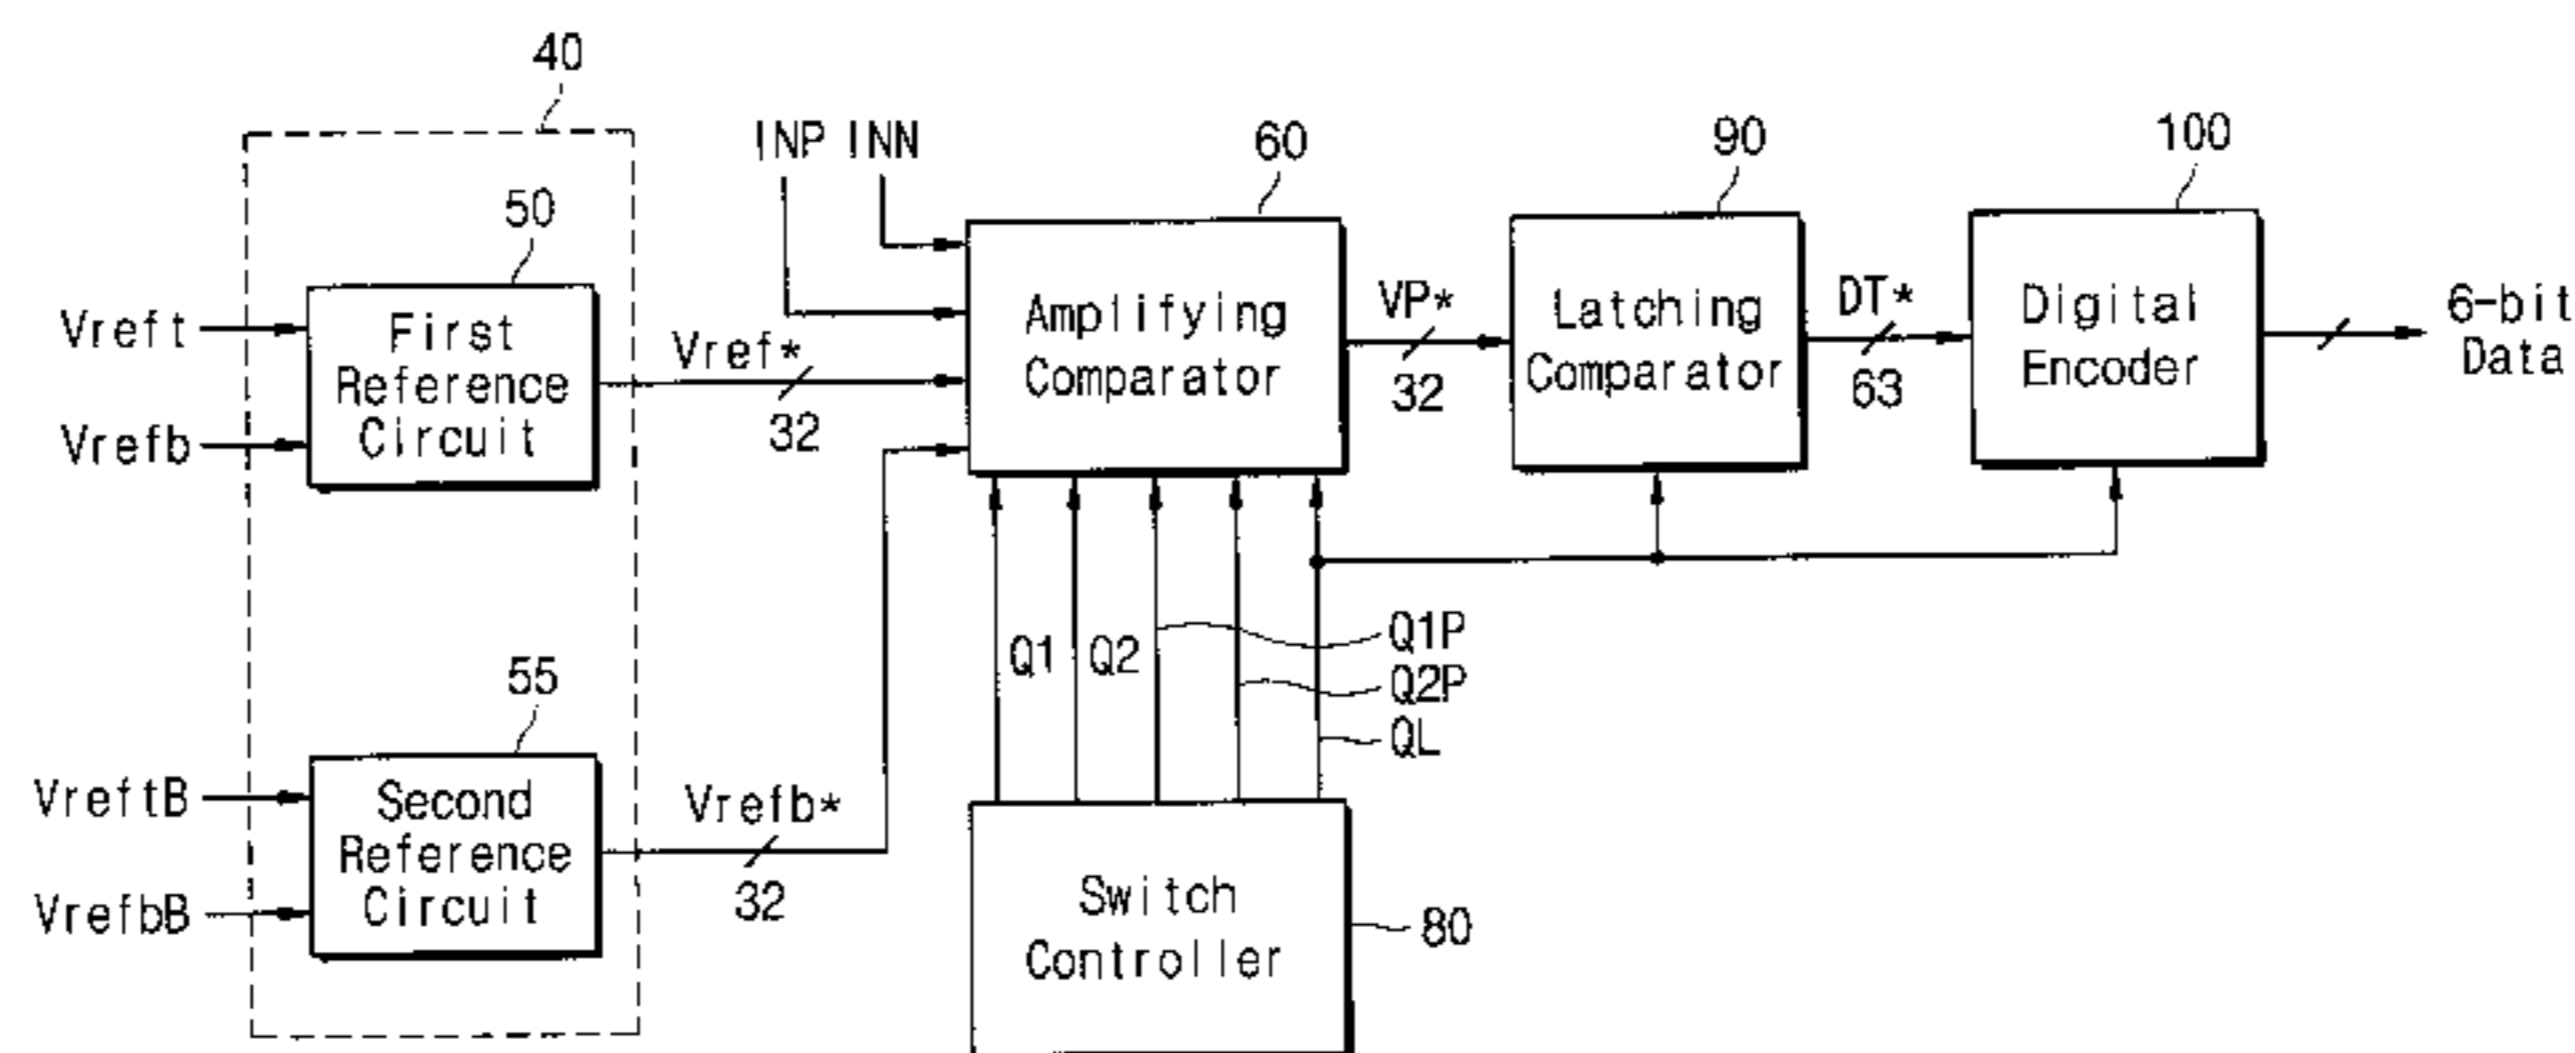 40
50
Vreft
Vrefb
First
Reference
Circuit
Vref*
32
55
VreftB
VrefbB
Second
Reference
Circuit
Vrefb*
32
INP INN
60
Amplifying
Comparator
VP*
32
90
Latching
Comparator
DT*
63
100
Digital
Encoder
6-bit
Data
Q1
Q2
Q1P
Q2P
QL
Switch
Controller
80